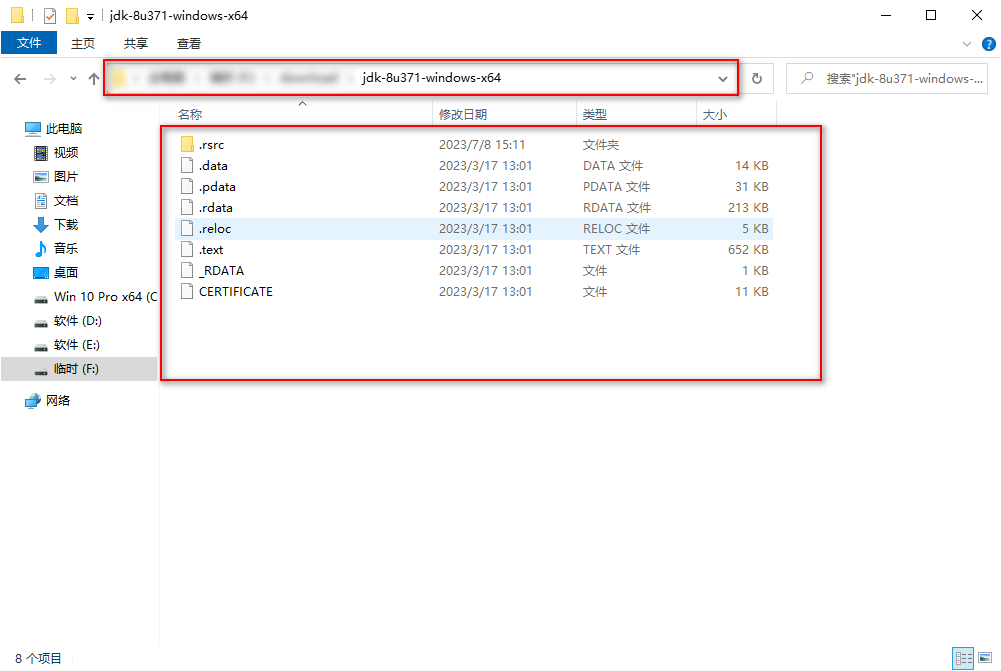 jdk-8u371-windows-x64
文件 主页 共享 查看
jdk-8u371-windows-x64
搜索"jdk-8u371-windows-...
名称 修改日期 类型 大小
此电脑
视频
图片
文档
下载
音乐
桌面
Win 10 Pro x64 (C
软件 (D:)
软件 (E:)
临时 (F:)
网络
.rsrc 2023/7/8 15:11 文件夹
.data 2023/3/17 13:01 DATA 文件 14 KB
.pdata 2023/3/17 13:01 PDATA 文件 31 KB
.rdata 2023/3/17 13:01 RDATA 文件 213 KB
.reloc 2023/3/17 13:01 RELOC 文件 5 KB
.text 2023/3/17 13:01 TEXT 文件 652 KB
_RDATA 2023/3/17 13:01 文件 1 KB
CERTIFICATE 2023/3/17 13:01 文件 11 KB
8 个项目